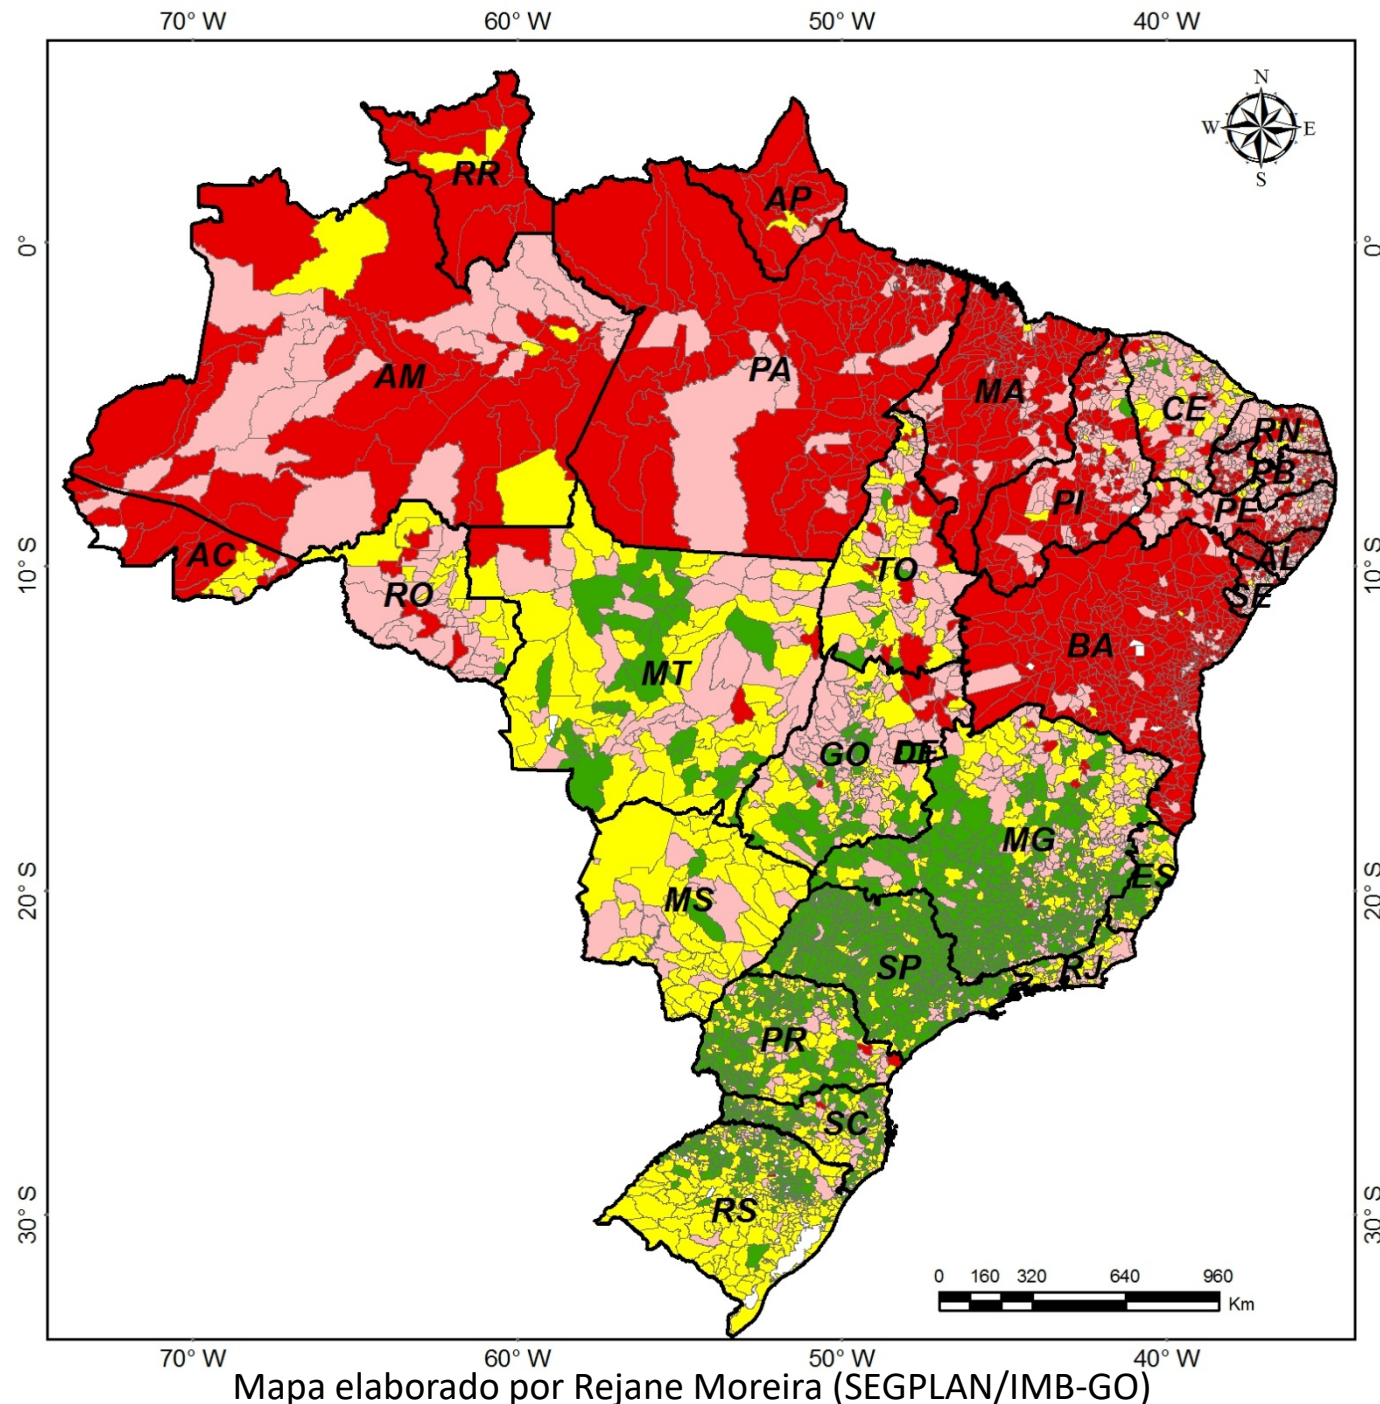 70° W 60° W 50° W 40° W
N
W E
S
0° 0°
10° S 10° S
20° S 20° S
30° S 30° S
RR
AP
AM
PA
MA
CE
RN
PB
PI
PE
AC
TO
AL
RO
SE
BA
MT
GO
DF
MG
ES
MS
SP
RJ
PR
SC
RS
0 160 320 640 960
Km
70° W 60° W 50° W 40° W
Mapa elaborado por Rejane Moreira (SEGPLAN/IMB-GO)